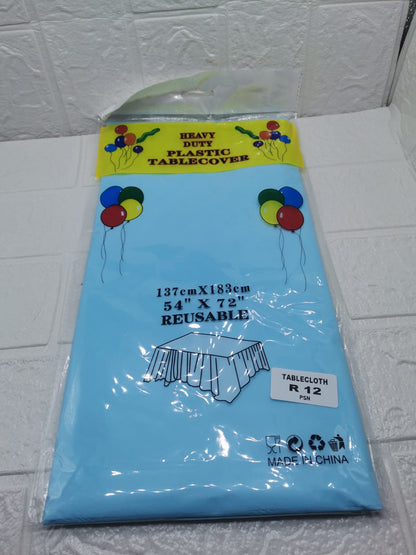 HEAVY
DUTY
PLASTIC
TABLECOVER
137cmX183cm
54" X 72"
REUSABLE
TABLECLOTH
R 12
PSN
MADE IN CHINA